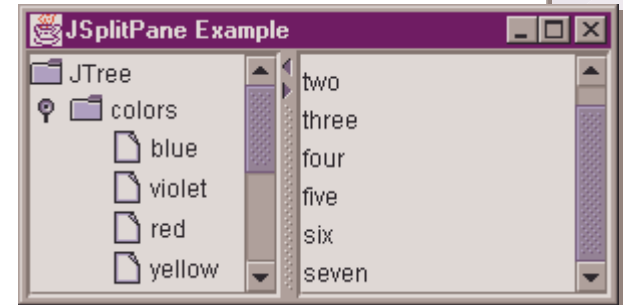 JSplitPane Example
JTree
colors
blue
violet
red
yellow
two
three
four
five
six
seven